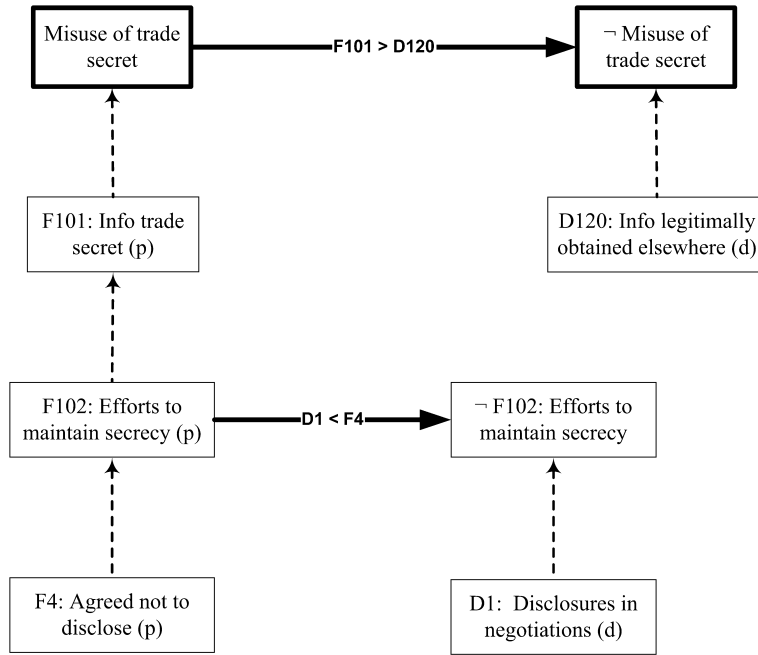 Misuse of trade
secret
F101 > D120
¬ Misuse of
trade secret
F101: Info trade
secret (p)
D120: Info legitimally
obtained elsewhere (d)
F102: Efforts to
maintain secrecy (p)
D1 < F4
¬ F102: Efforts to
maintain secrecy
F4: Agreed not to
disclose (p)
D1: Disclosures in
negotiations (d)